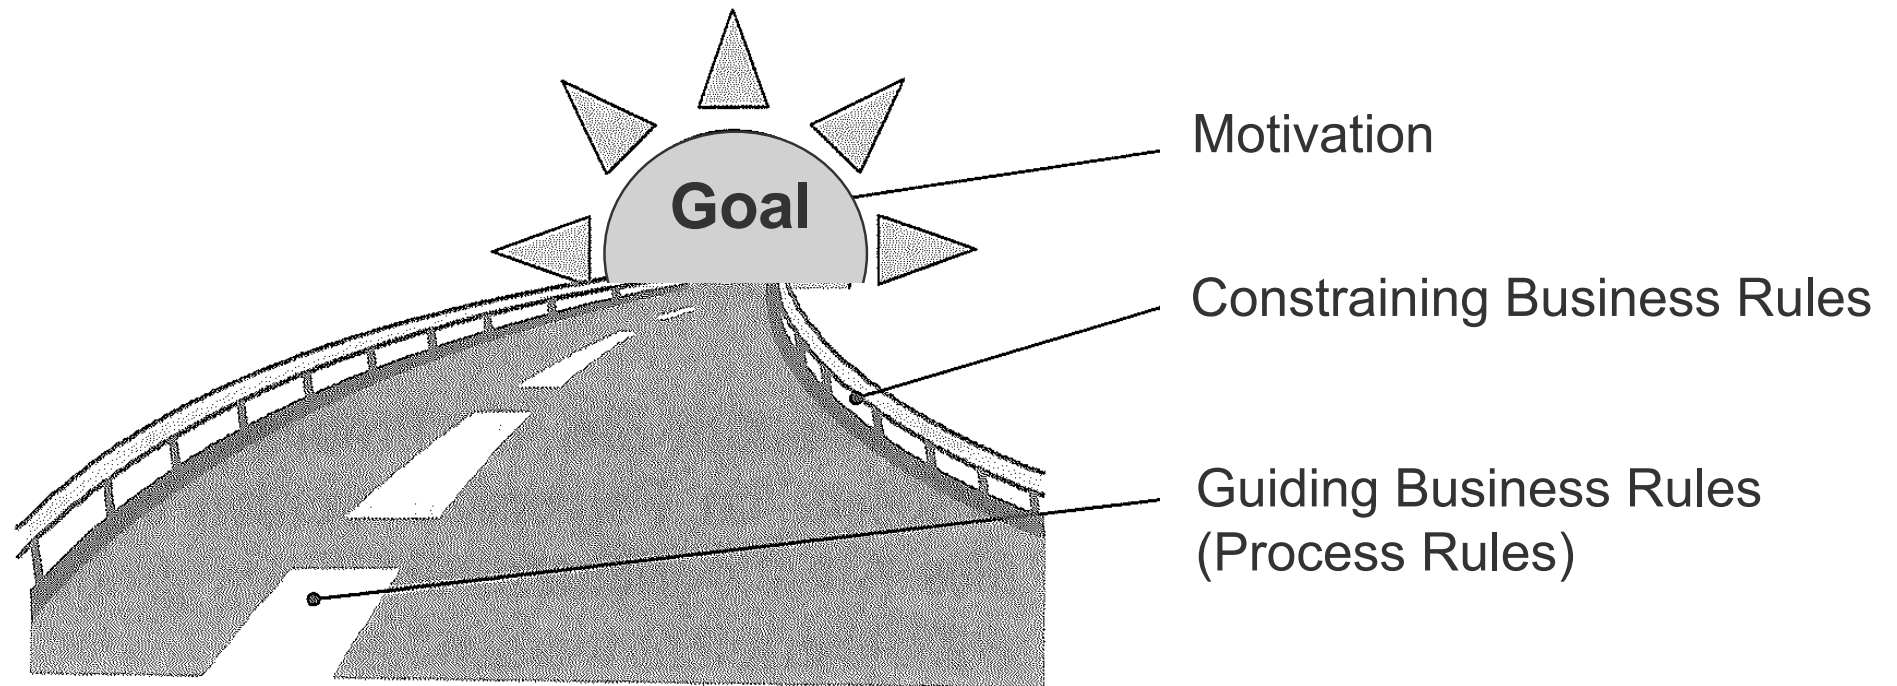 Goal
Motivation
Constraining Business Rules
Guiding Business Rules
(Process Rules)